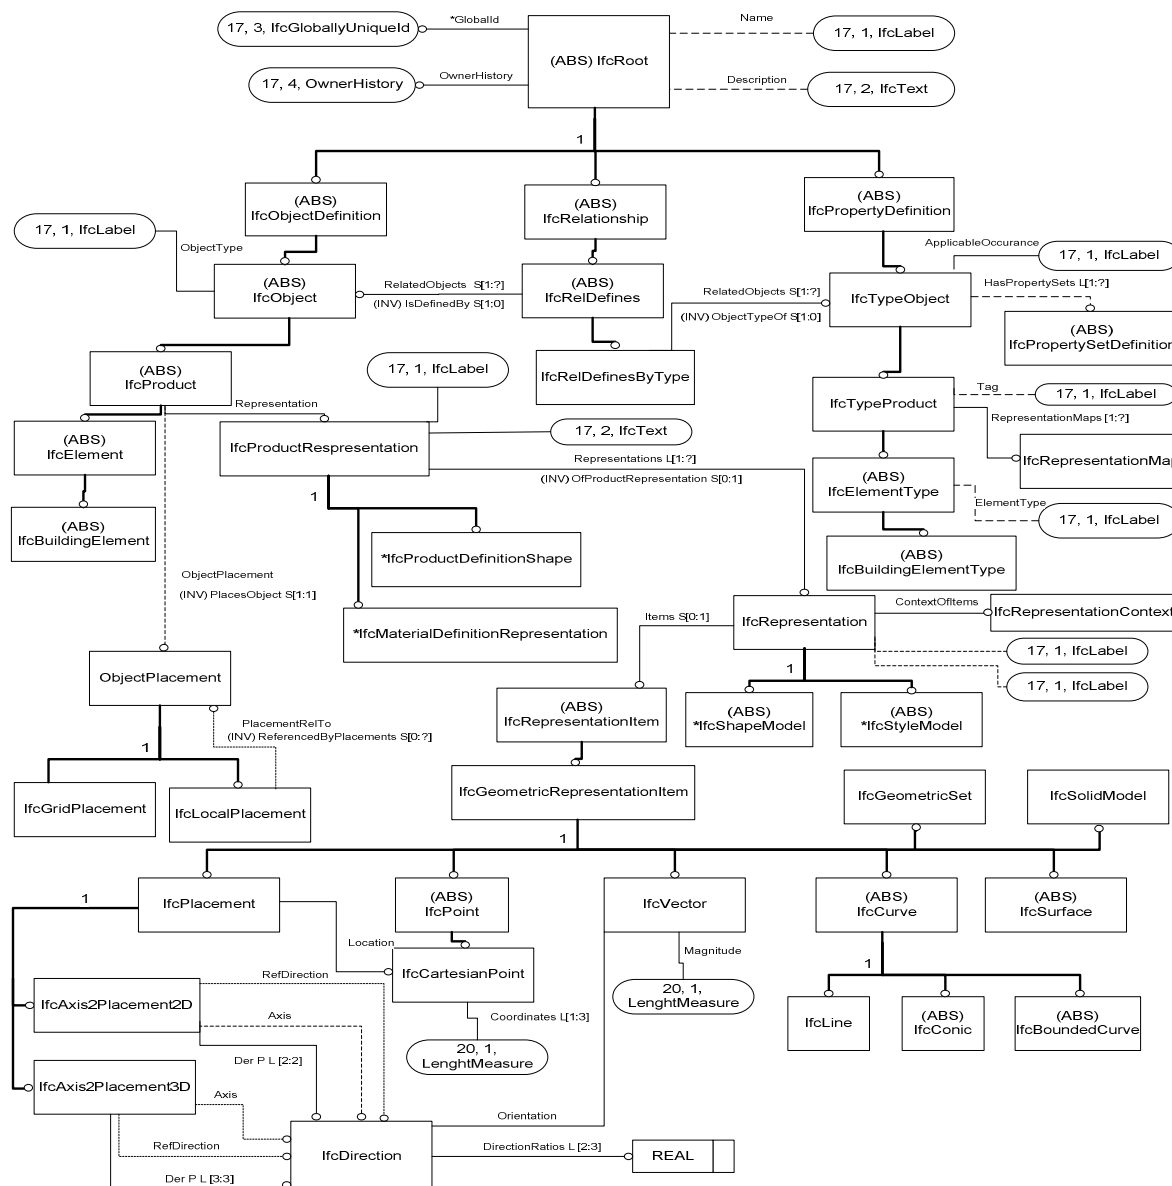 *GlobalId
Name
17, 3, IfcGloballyUniqueId
17, 1, IfcLabel
(ABS) IfcRoot
OwnerHistory
Description
17, 4, OwnerHistory
17, 2, IfcText
1
(ABS)
IfcObjectDefinition
(ABS)
IfcRelationship
(ABS)
IfcPropertyDefinition
17, 1, IfcLabel
ObjectType
ApplicableOccurance
17, 1, IfcLabel
(ABS)
IfcObject
RelatedObjects S[1:?]
(INV) IsDefinedBy S[1:0]
(ABS)
IfcRelDefines
RelatedObjects S[1:?]
(INV) ObjectTypeOf S[1:0]
IfcTypeObject
HasPropertySets L[1:?]
(ABS)
IfcPropertySetDefinition
(ABS)
IfcProduct
17, 1, IfcLabel
IfcRelDefinesByType
Tag
17, 1, IfcLabel
IfcTypeProduct
Representation
RepresentationMaps [1:?]
(ABS)
IfcElement
IfcProductRespresentation
17, 2, IfcText
IfcRepresentationMap
Representations L[1:?]
(INV) OfProductRepresentation S[0:1]
(ABS)
IfcElementType
ElementType
17, 1, IfcLabel
1
(ABS)
IfcBuildingElement
*IfcProductDefinitionShape
(ABS)
IfcBuildingElementType
ObjectPlacement
(INV) PlacesObject S[1:1]
ContextOfItems
IfcRepresentationContext
Items S[0:1]
IfcRepresentation
*IfcMaterialDefinitionRepresentation
17, 1, IfcLabel
1
ObjectPlacement
17, 1, IfcLabel
(ABS)
IfcRepresentationItem
(ABS)
*IfcShapeModel
(ABS)
*IfcStyleModel
PlacementRelTo
(INV) ReferencedByPlacements S[0:?]
1
IfcGridPlacement
IfcLocalPlacement
IfcGeometricRepresentationItem
IfcGeometricSet
IfcSolidModel
1
1
IfcPlacement
(ABS)
IfcPoint
IfcVector
(ABS)
IfcCurve
(ABS)
IfcSurface
Location
Magnitude
1
RefDirection
IfcCartesianPoint
IfcAxis2Placement2D
20, 1,
LenghtMeasure
Axis
Coordinates L[1:3]
IfcLine
(ABS)
IfcConic
(ABS)
IfcBoundedCurve
Der P L [2:2]
20, 1,
LenghtMeasure
IfcAxis2Placement3D
Axis
Orientation
RefDirection
IfcDirection
DirectionRatios L [2:3]
REAL
Der P L [3:3]